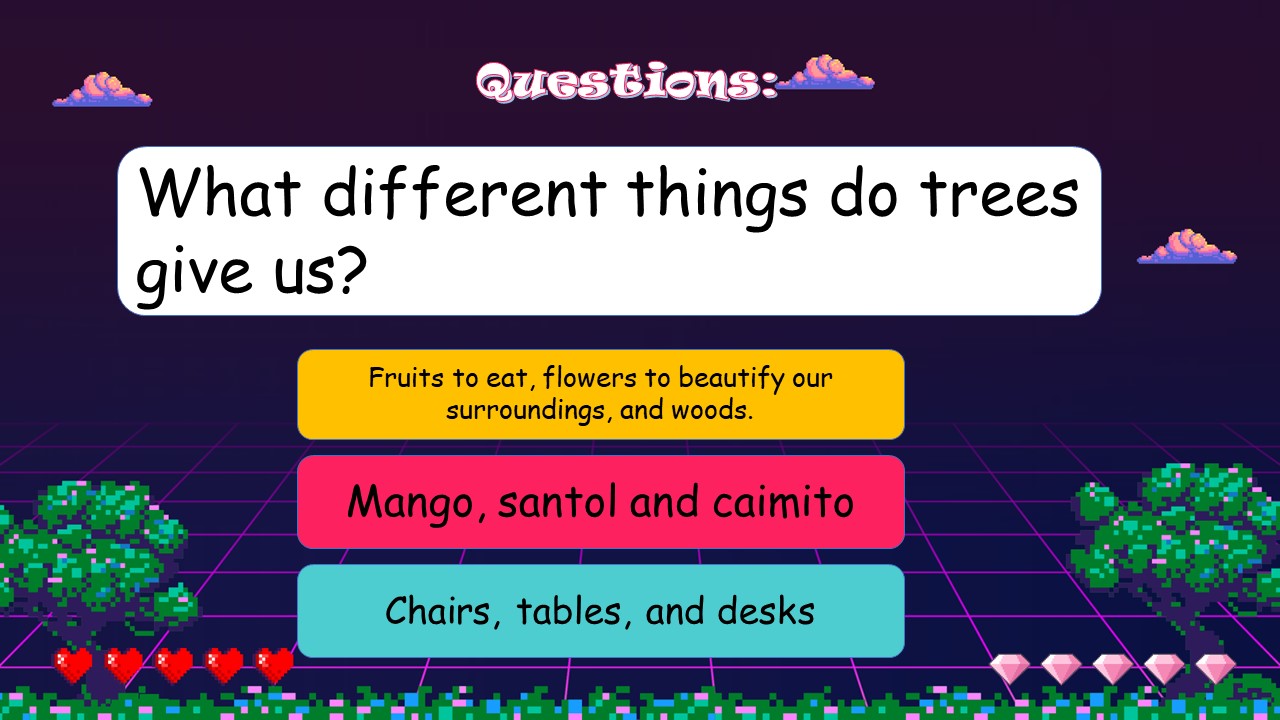 Questions:
What different things do trees
give us?
Fruits to eat, flowers to beautify our
surroundings, and woods.
Mango, santol and caimito
Chairs, tables, and desks